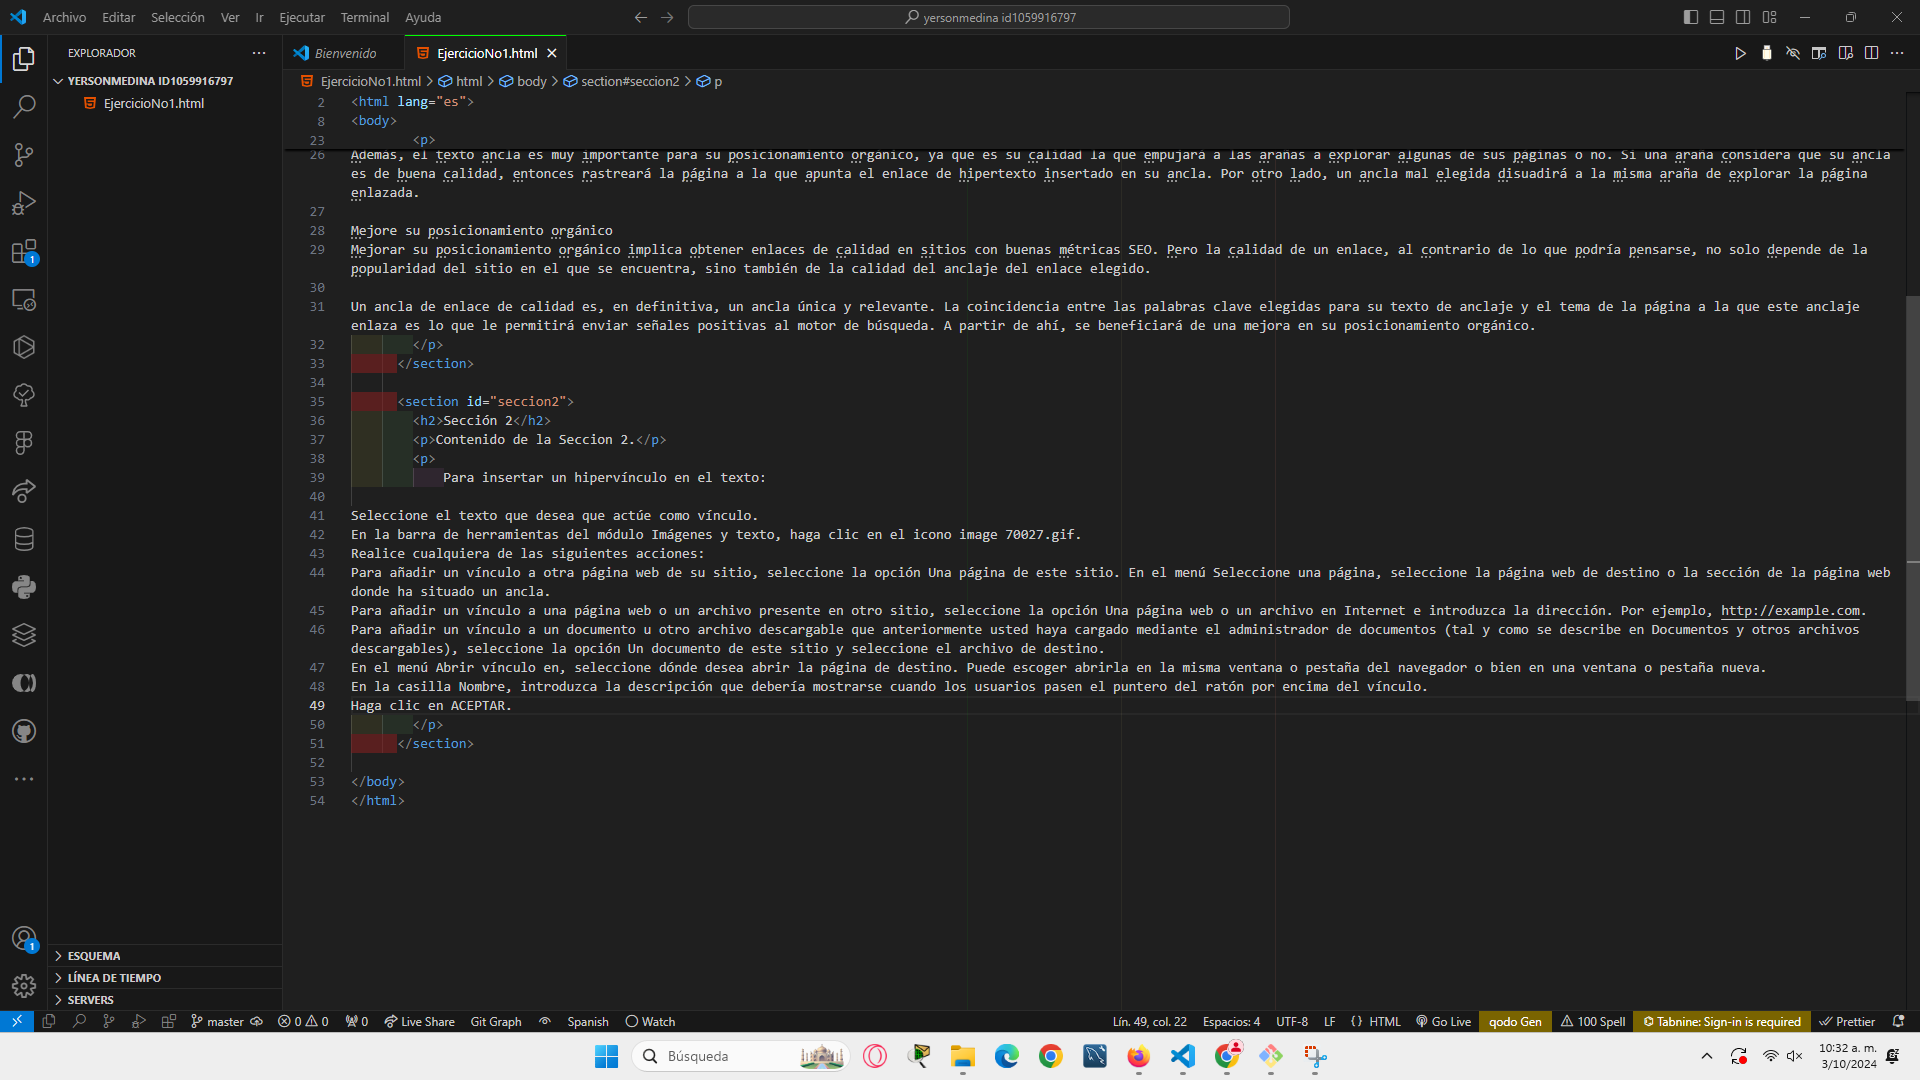 Archivo Editar Selección Ver Ir Ejecutar Terminal Ayuda
yersonmedina id1059916797
EXPLORADOR
Bienvenido
EjercicioNo1.html
YERSONMEDINA ID1059916797
EjercicioNo1.html
EjercicioNo1.html > html > body > section#seccion2 > p
2 <html lang="es">
8 <body>
23 <p>
26 Además, el texto ancla es muy importante para su posicionamiento orgánico, ya que es su calidad la que empujará a las arañas a explorar algunas de sus páginas o no. Si una araña considera que su ancla
es de buena calidad, entonces rastreará la página a la que apunta el enlace de hipertexto insertado en su ancla. Por otro lado, un ancla mal elegida disuadirá a la misma araña de explorar la página
enlazada.
27
28 Mejore su posicionamiento orgánico
29 Mejorar su posicionamiento orgánico implica obtener enlaces de calidad en sitios con buenas métricas SEO. Pero la calidad de un enlace, al contrario de lo que podría pensarse, no solo depende de la
popularidad del sitio en el que se encuentra, sino también de la calidad del anclaje del enlace elegido.
30
31 Un ancla de enlace de calidad es, en definitiva, un ancla única y relevante. La coincidencia entre las palabras clave elegidas para su texto de anclaje y el tema de la página a la que este anclaje
enlaza es lo que le permitirá enviar señales positivas al motor de búsqueda. A partir de ahí, se beneficiará de una mejora en su posicionamiento orgánico.
32 </p>
33 </section>
34
35 <section id="seccion2">
36 <h2>Sección 2</h2>
37 <p>Contenido de la Seccion 2.</p>
38 <p>
39 Para insertar un hipervínculo en el texto:
40
41 Seleccione el texto que desea que actúe como vínculo.
42 En la barra de herramientas del módulo Imágenes y texto, haga clic en el icono image 70027.gif.
43 Realice cualquiera de las siguientes acciones:
44 Para añadir un vínculo a otra página web de su sitio, seleccione la opción Una página de este sitio. En el menú Seleccione una página, seleccione la página web de destino o la sección de la página web
donde ha situado un ancla.
45 Para añadir un vínculo a una página web o un archivo presente en otro sitio, seleccione la opción Una página web o un archivo en Internet e introduzca la dirección. Por ejemplo, http://example.com.
46 Para añadir un vínculo a un documento u otro archivo descargable que anteriormente usted haya cargado mediante el administrador de documentos (tal y como se describe en Documentos y otros archivos
descargables), seleccione la opción Un documento de este sitio y seleccione el archivo de destino.
47 En el menú Abrir vínculo en, seleccione dónde desea abrir la página de destino. Puede escoger abrirla en la misma ventana o pestaña del navegador o bien en una ventana o pestaña nueva.
48 En la casilla Nombre, introduzca la descripción que debería mostrarse cuando los usuarios pasen el puntero del ratón por encima del vínculo.
49 Haga clic en ACEPTAR.
50 </p>
51 </section>
52
53 </body>
54 </html>
1
1
ESQUEMA
LÍNEA DE TIEMPO
SERVERS
master 0 0 0 Live Share Git Graph Spanish Watch Lín. 49, col. 22 Espacios: 4 UTF-8 LF HTML Go Live qodo Gen 100 Spell Tabnine: Sign-in is required Prettier
Búsqueda
10:32 a. m.
3/10/2024